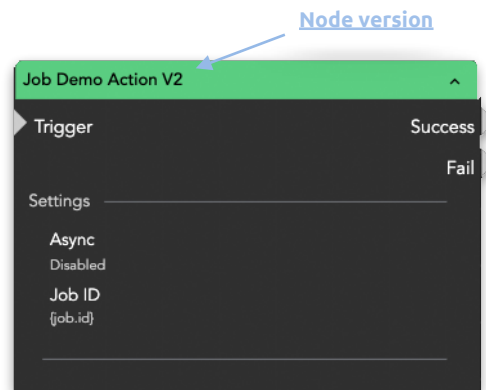 Node version
Job Demo Action V2
Trigger
Success
Fail
Settings
Async
Disabled
Job ID
{job.id}